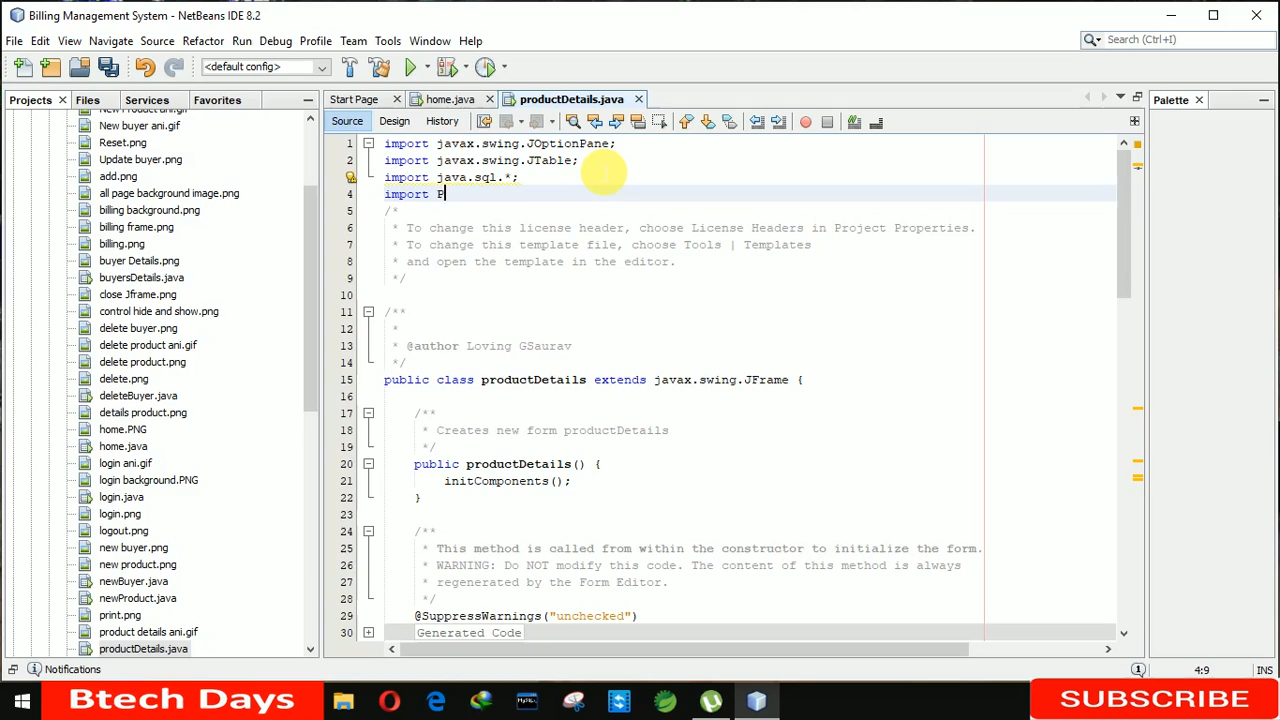 Billing Management System - NetBeans IDE 8.2
File Edit View Navigate Source Refactor Run Debug Profile Team Tools Window Help
Search (Ctrl+I)
<default config>
Projects Files Services Favorites
Start Page home.java productDetails.java
Palette
Source Design History
New Product ani.gif
New buyer ani.gif
Reset.png
Update buyer.png
add.png
all page background image.png
billing background.png
billing frame.png
billing.png
buyer Details.png
buyersDetails.java
close Jframe.png
control hide and show.png
delete buyer.png
delete product ani.gif
delete product.png
delete.png
deleteBuyer.java
details product.png
home.PNG
home.java
login ani.gif
login background.PNG
login.java
login.png
logout.png
new buyer.png
new product.png
newBuyer.java
newProduct.java
print.png
product details ani.gif
productDetails.java
1 import javax.swing.JOptionPane;
2 import javax.swing.JTable;
import java.sql.*;
4 import P
5 /*
6 * To change this license header, choose License Headers in Project Properties.
7 * To change this template file, choose Tools | Templates
8 * and open the template in the editor.
9 */
10
11 /**
12 *
13 * @author Loving GSaurav
14 */
15 public class productDetails extends javax.swing.JFrame {
16
17 /**
18 * Creates new form productDetails
19 */
20 public productDetails() {
21 initComponents();
22 }
23
24 /**
25 * This method is called from within the constructor to initialize the form.
26 * WARNING: Do NOT modify this code. The content of this method is always
27 * regenerated by the Form Editor.
28 */
29 @SuppressWarnings("unchecked")
30 Generated Code
Notifications
1
4:9
INS
Btech Days
MySQL
SUBSCRIBE